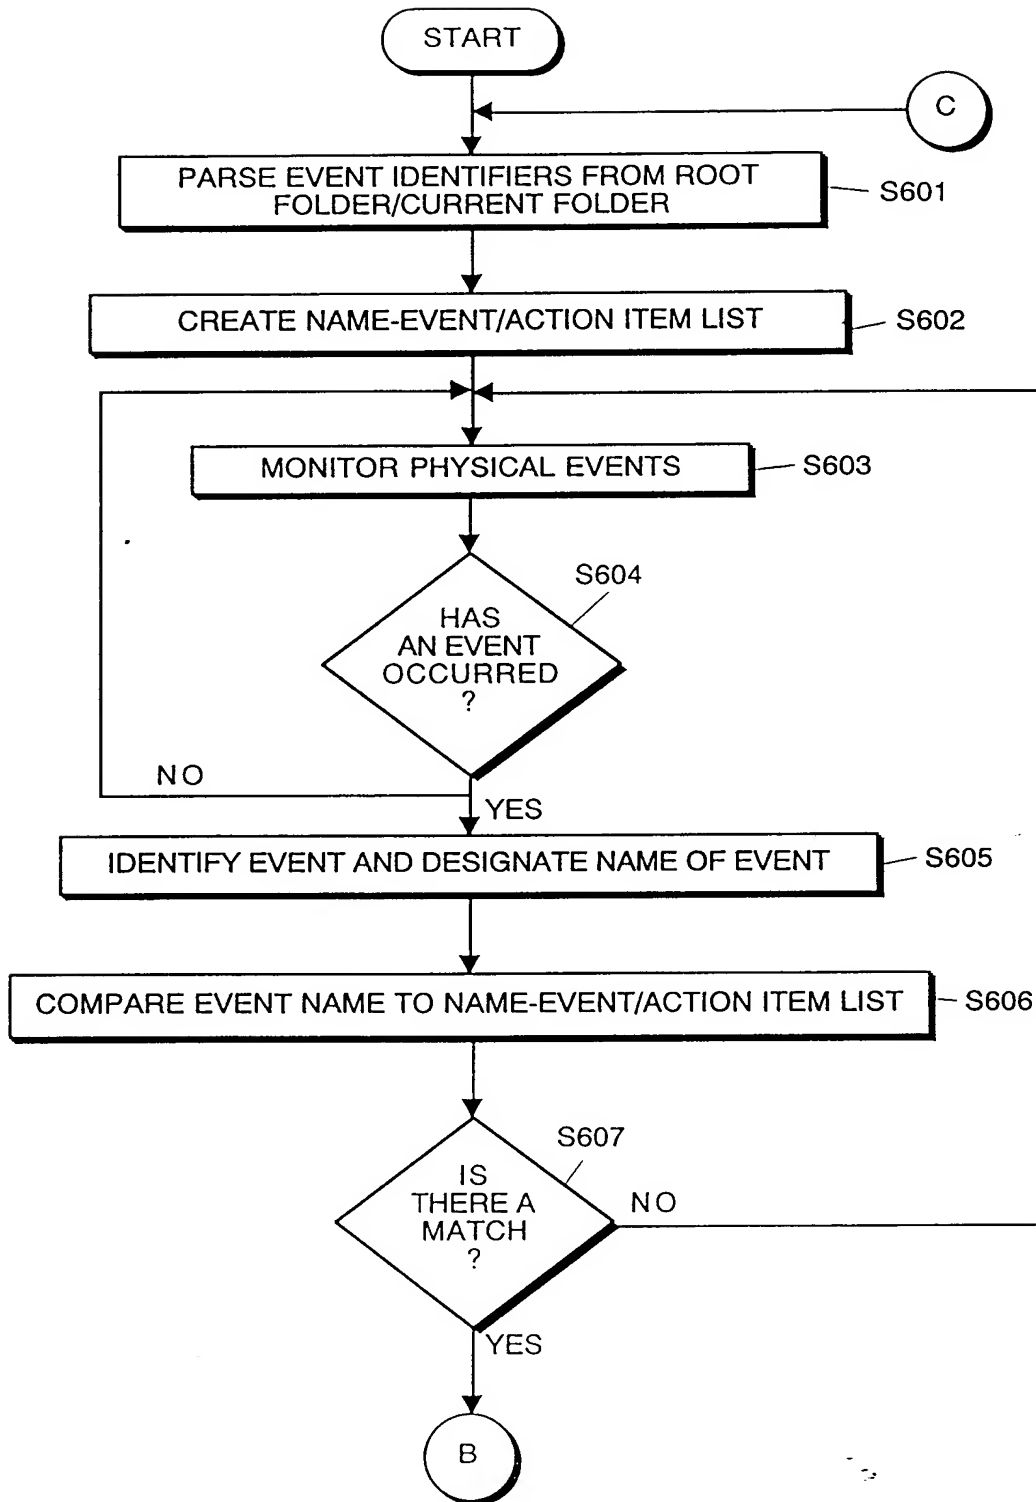 START
C
PARSE EVENT IDENTIFIERS FROM ROOT
FOLDER/CURRENT FOLDER
S601
CREATE NAME-EVENT/ACTION ITEM LIST
S602
MONITOR PHYSICAL EVENTS
S603
S604
HAS
AN EVENT
OCCURRED
?
NO
YES
IDENTIFY EVENT AND DESIGNATE NAME OF EVENT
S605
COMPARE EVENT NAME TO NAME-EVENT/ACTION ITEM LIST
S606
S607
IS
THERE A
MATCH
?
NO
YES
B